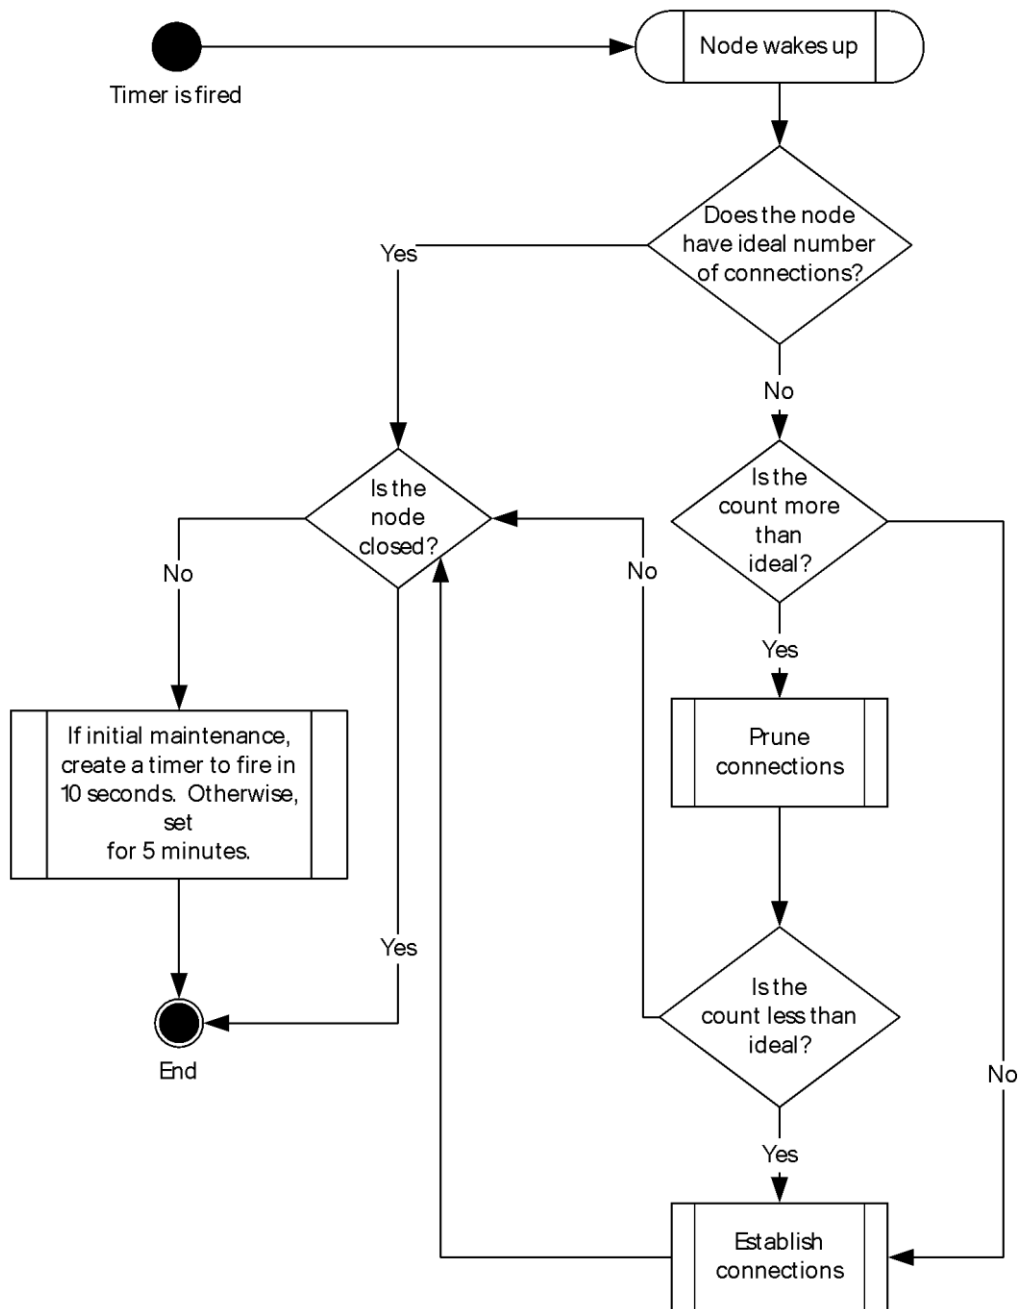 Timer is fired
Node wakes up
Does the node
have ideal number
of connections?
Yes
No
Is the
count more
than
ideal?
Is the
node
closed?
No
No
Yes
If initial maintenance,
create a timer to fire in
10 seconds. Otherwise,
set
for 5 minutes.
Prune
connections
Yes
Is the
count less than
ideal?
End
No
Yes
Establish
connections